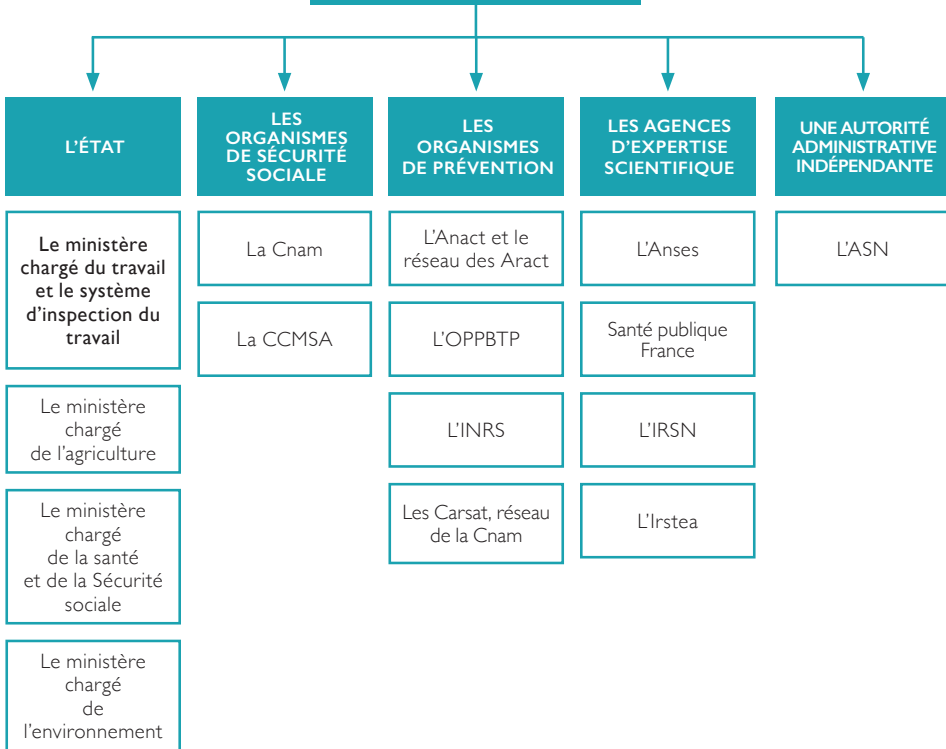 L'ÉTAT
LES
ORGANISMES
DE SÉCURITÉ
SOCIALE
LES
ORGANISMES
DE PRÉVENTION
LES AGENCES
D'EXPERTISE
SCIENTIFIQUE
UNE AUTORITÉ
ADMINISTRATIVE
INDÉPENDANTE
Le ministère
chargé du travail
et le système
d'inspection du
travail
Le ministère
chargé
de l'agriculture
Le ministère
chargé
de la santé
et de la Sécurité
sociale
Le ministère
chargé
de
l'environnement
La Cnam
La CCMSA
L'Anact et le
réseau des Aract
L'OPPBTP
L'INRS
Les Carsat, réseau
de la Cnam
L'Anses
Santé publique
France
L'IRSN
L'Irstea
L'ASN